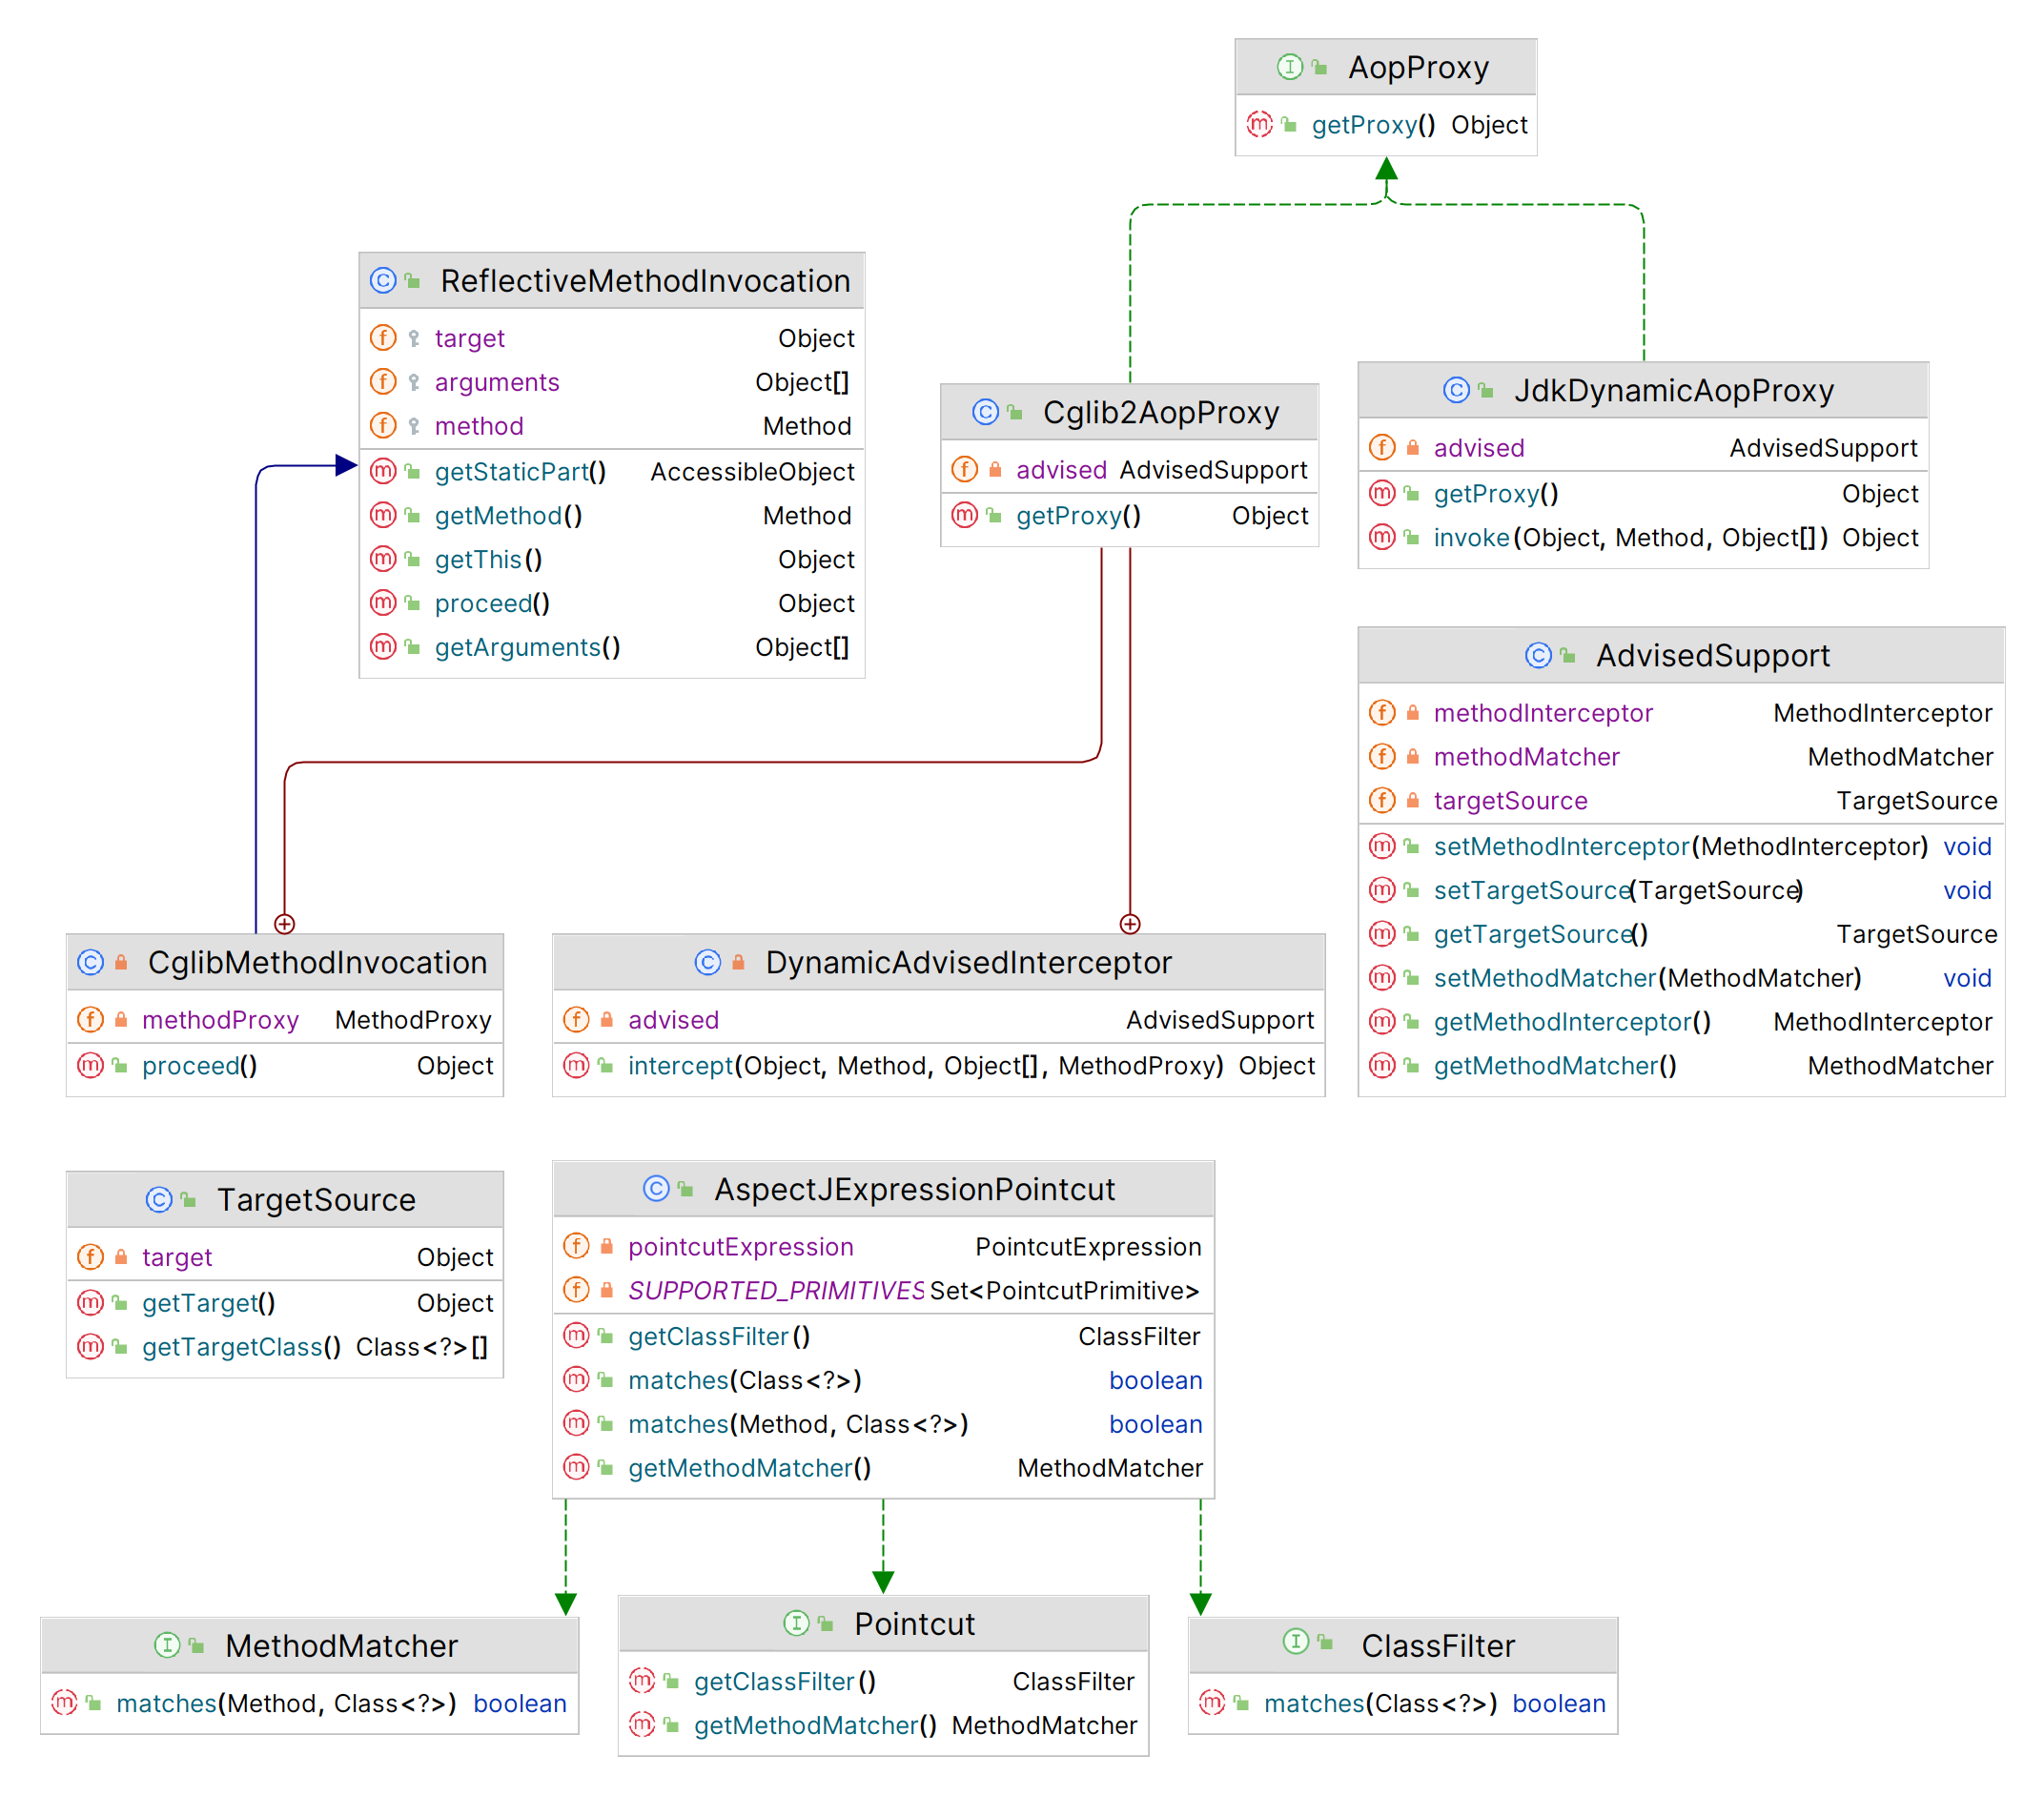 AopProxy
getProxy() Object
ReflectiveMethodInvocation
target Object
arguments Object[]
method Method
getStaticPart() AccessibleObject
getMethod() Method
getThis() Object
proceed() Object
getArguments() Object[]
Cglib2AopProxy
advised AdvisedSupport
getProxy() Object
JdkDynamicAopProxy
advised AdvisedSupport
getProxy() Object
invoke(Object, Method, Object[]) Object
AdvisedSupport
methodInterceptor MethodInterceptor
methodMatcher MethodMatcher
targetSource TargetSource
setMethodInterceptor(MethodInterceptor) void
setTargetSource(TargetSource) void
getTargetSource() TargetSource
setMethodMatcher(MethodMatcher) void
getMethodInterceptor() MethodInterceptor
getMethodMatcher() MethodMatcher
CglibMethodInvocation
methodProxy MethodProxy
proceed() Object
DynamicAdvisedInterceptor
advised AdvisedSupport
intercept(Object, Method, Object[], MethodProxy) Object
TargetSource
target Object
getTarget() Object
getTargetClass() Class<?>[]
AspectJExpressionPointcut
pointcutExpression PointcutExpression
SUPPORTED_PRIMITIVES Set<PointcutPrimitive>
getClassFilter() ClassFilter
matches(Class<?>) boolean
matches(Method, Class<?>) boolean
getMethodMatcher() MethodMatcher
MethodMatcher
matches(Method, Class<?>) boolean
Pointcut
getClassFilter() ClassFilter
getMethodMatcher() MethodMatcher
ClassFilter
matches(Class<?>) boolean